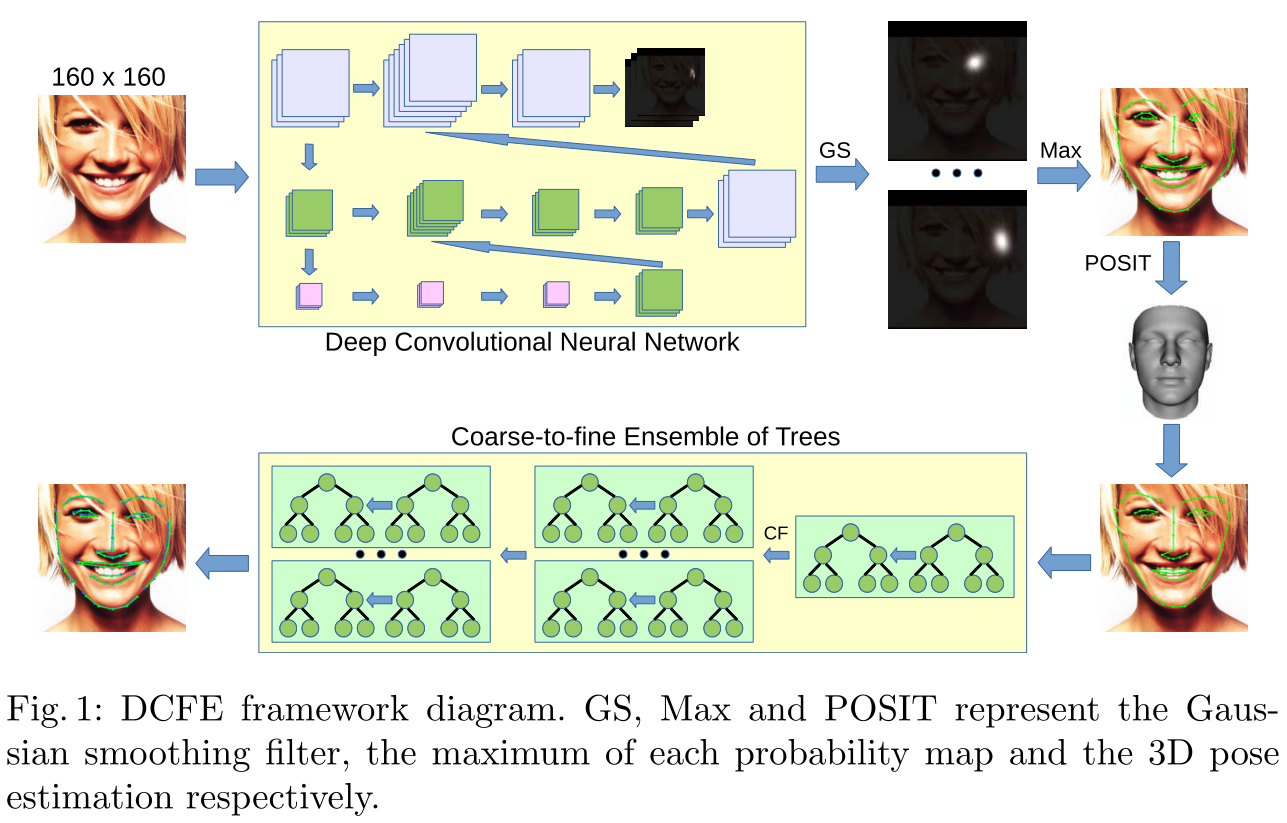 160 x 160
GS
Max
POSIT
Deep Convolutional Neural Network
Coarse-to-fine Ensemble of Trees
CF
Fig. 1: DCFE framework diagram. GS, Max and POSIT represent the Gaus-
sian smoothing filter, the maximum of each probability map and the 3D pose
estimation respectively.